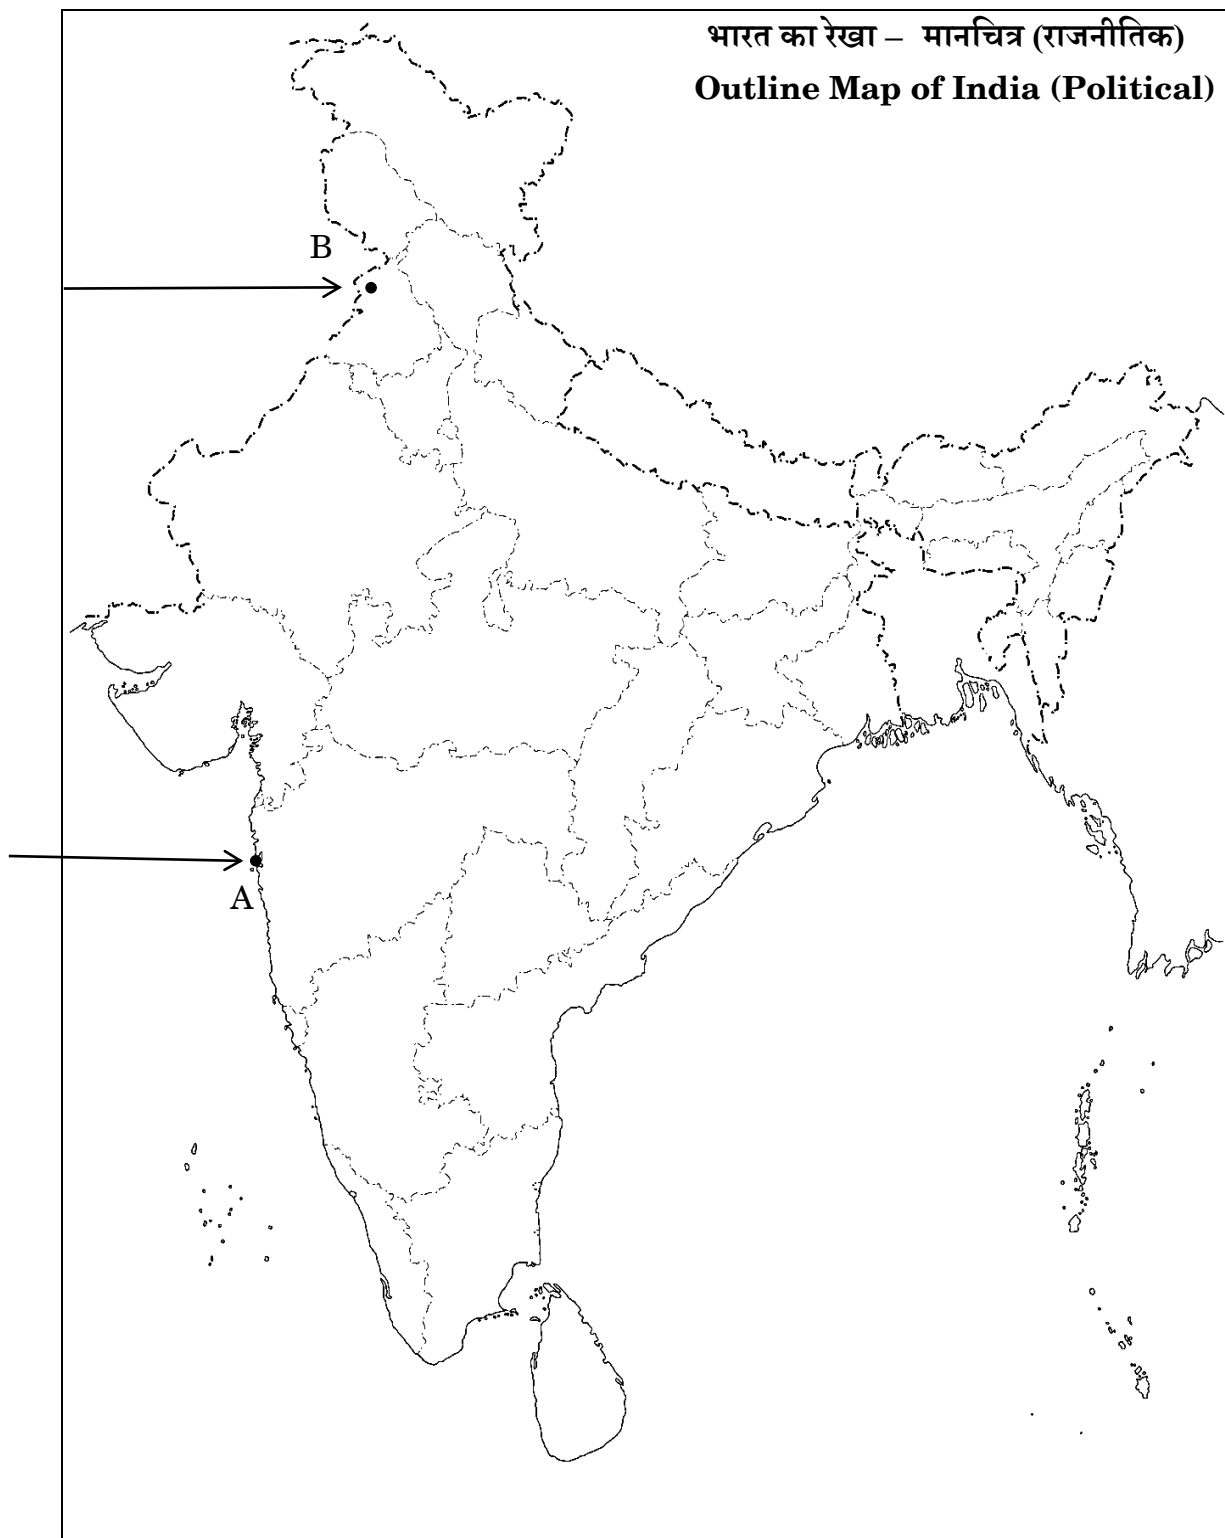 भारत का रेखा – मानचित्र (राजनीतिक)
Outline Map of India (Political)
B
A